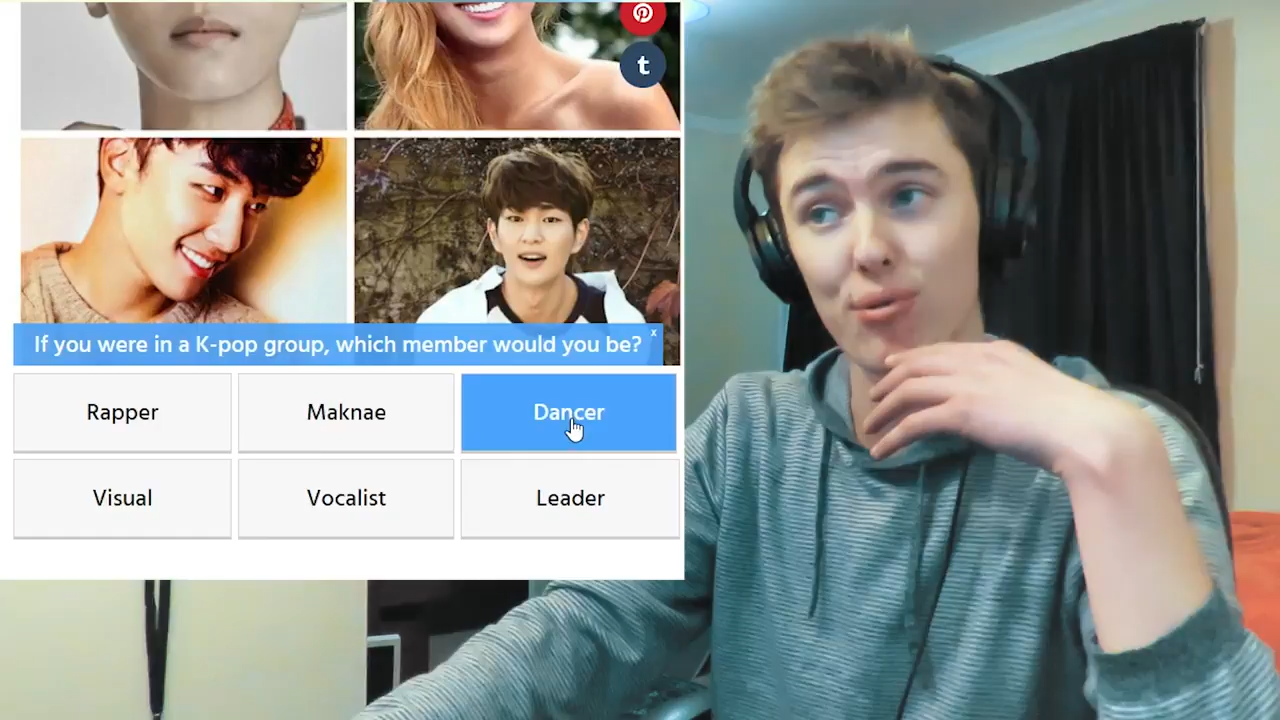 t
If you were in a K-pop group, which member would you be?
x
Rapper
Maknae
Dancer
Visual
Vocalist
Leader